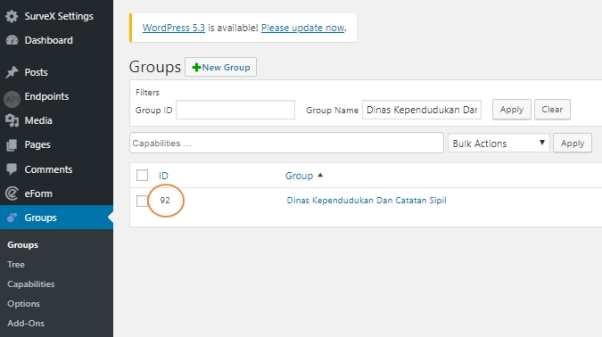 SurveX Settings
Dashboard
Posts
Endpoints
Media
Pages
Comments
eForm
Groups
Groups
Tree
Capabilities
Options
Add-Ons
WordPress 5.3 is available! Please update now.
Groups New Group
Filters
Group ID Group Name Dinas Kependudukan Dar Apply Clear
Capabilities ... Bulk Actions Apply
ID Group
92 Dinas Kependudukan Dan Catatan Sipil